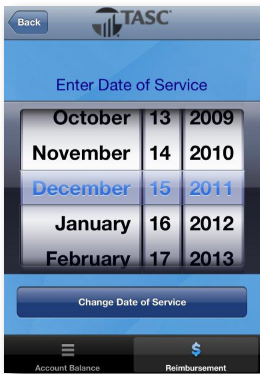 Back
TASC
Enter Date of Service
October 13 2009
November 14 2010
December 15 2011
January 16 2012
February 17 2013
Change Date of Service
Account Balance
Reimbursement